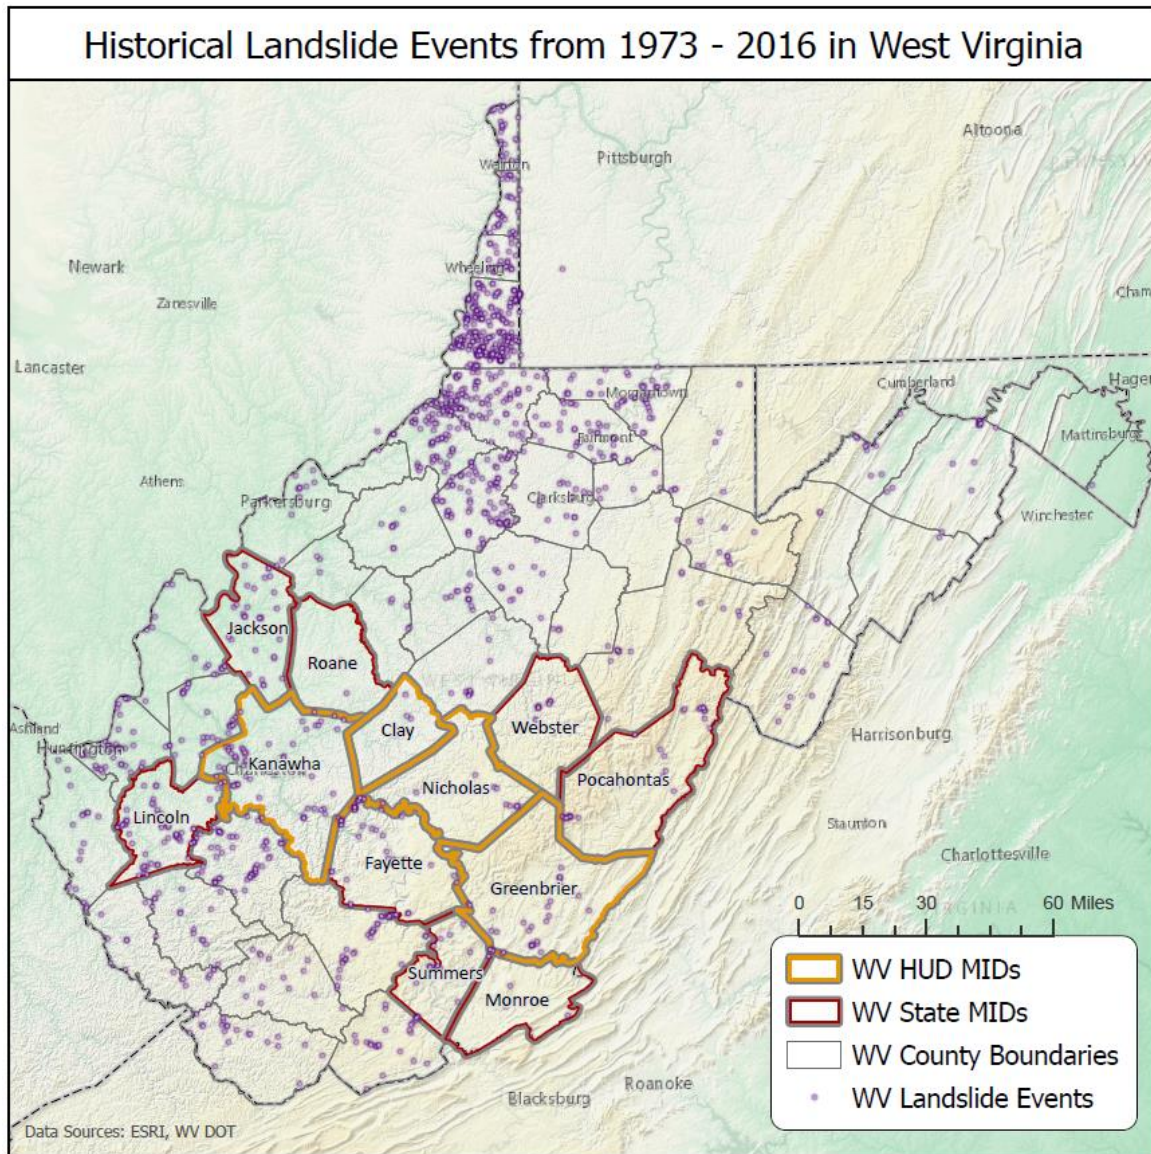 Historical Landslide Events from 1973 - 2016 in West Virginia
Altoona
Pittsburgh
Weirton
Newark
Wheeling
Zanesville
Cham
Lancaster
Cumberland
Hager
Morgantown
Fairmont
Martinsburg
Athens
Parkersburg
Clarksburg
Winchester
Jackson
Roane
WEST VIRGINIA
Webster
Clay
Ashland
Huntington
Harrisonburg
Kanawha
Charleston
Pocahontas
Nicholas
Lincoln
Staunton
Fayette
Charlottesville
Greenbrier
0 15 30 60 Miles
Summers
Monroe
WV HUD MIDs
WV State MIDs
WV County Boundaries
WV Landslide Events
Roanoke
Blacksburg
Data Sources: ESRI, WV DOT